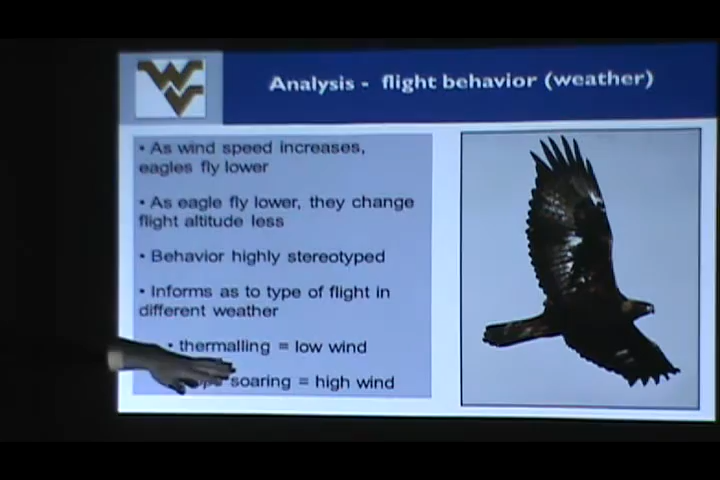 WV
Analysis - flight behavior (weather)
• As wind speed increases,
eagles fly lower
• As eagle fly lower, they change
flight altitude less
• Behavior highly stereotyped
• Informs as to type of flight in
different weather
• thermalling = low wind
soaring = high wind